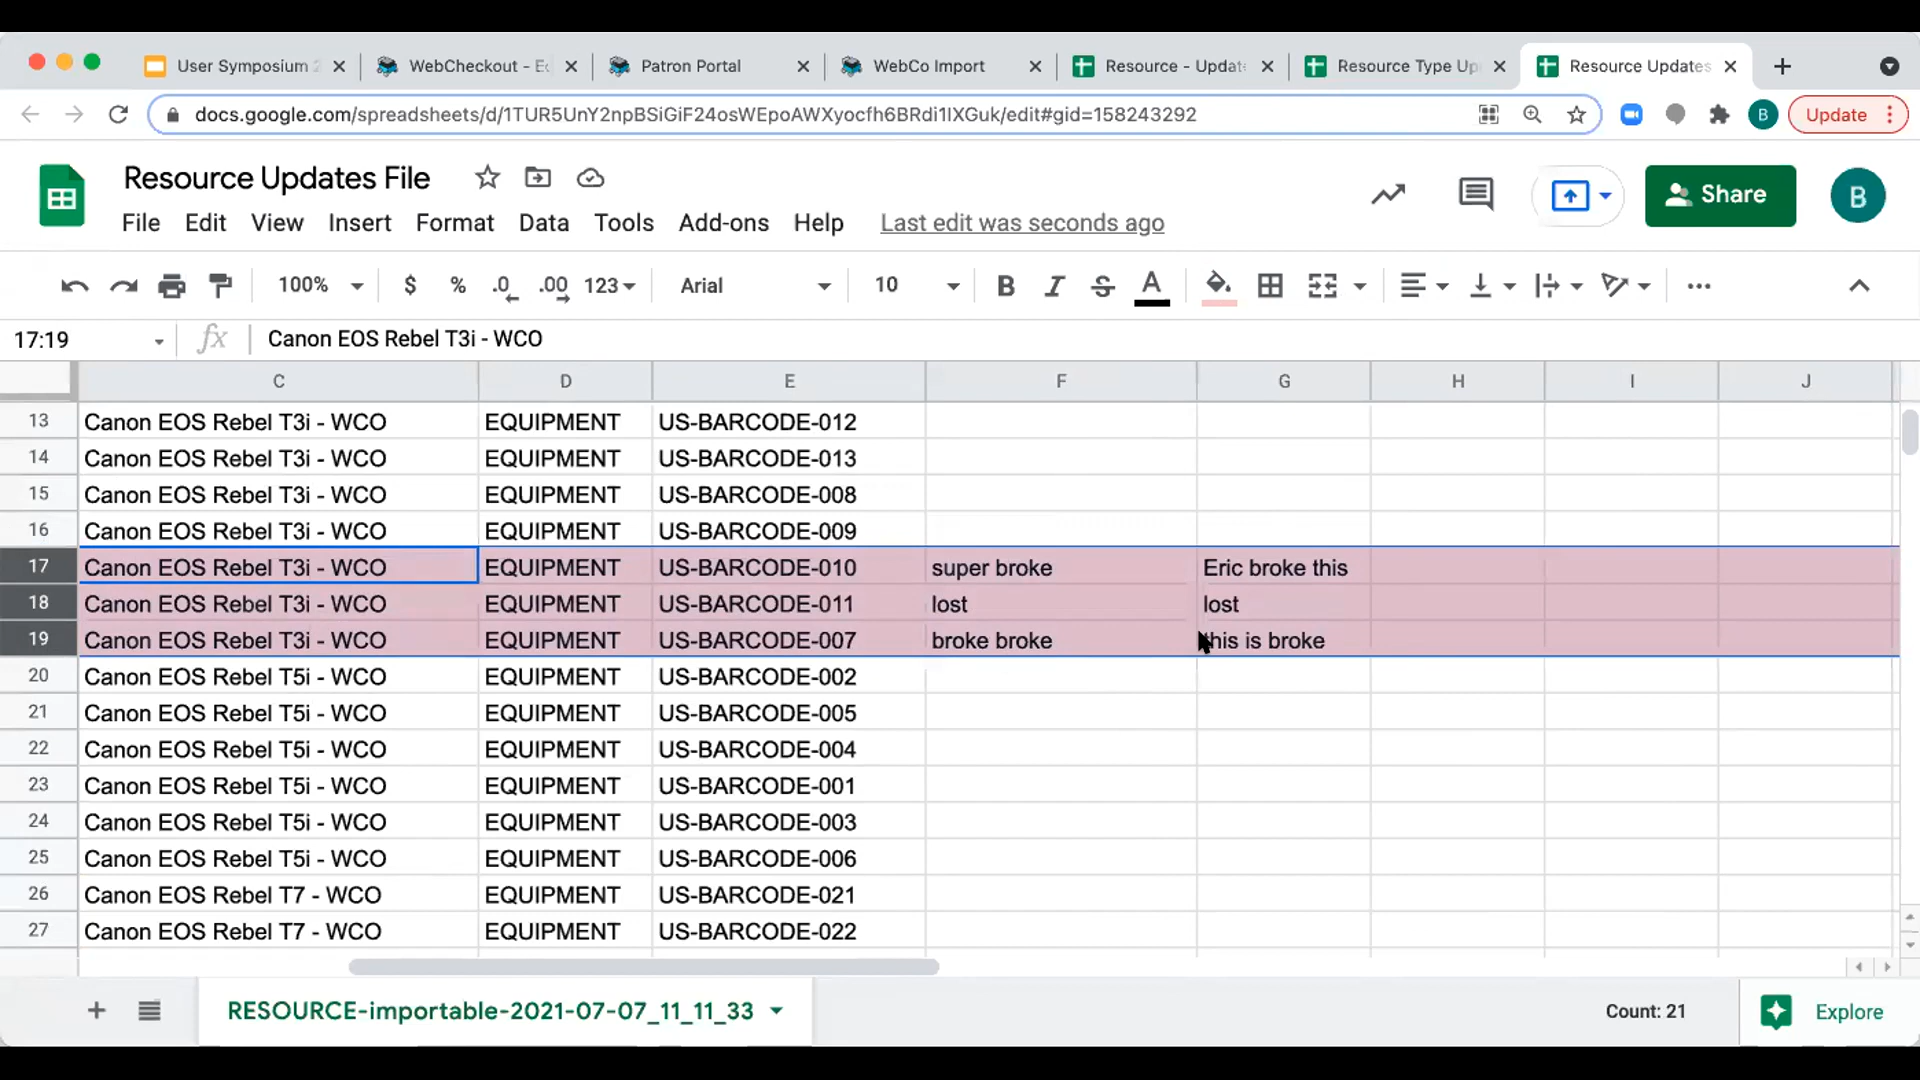 User Symposium 2
WebCheckout - Ec
Patron Portal
WebCo Import
Resource - Update
Resource Type Up
Resource Updates
docs.google.com/spreadsheets/d/1TUR5UnY2npBSiGiF24osWEpoAWXyocfh6BRdi1lXGuk/edit#gid=158243292
B
Update
Resource Updates File
Share
B
File Edit View Insert Format Data Tools Add-ons Help Last edit was seconds ago
100% $ % .0 .00 123 Arial 10 B I S A
17:19 fx Canon EOS Rebel T3i - WCO
C D E F G H I J
13 Canon EOS Rebel T3i - WCO EQUIPMENT US-BARCODE-012
14 Canon EOS Rebel T3i - WCO EQUIPMENT US-BARCODE-013
15 Canon EOS Rebel T3i - WCO EQUIPMENT US-BARCODE-008
16 Canon EOS Rebel T3i - WCO EQUIPMENT US-BARCODE-009
17 Canon EOS Rebel T3i - WCO EQUIPMENT US-BARCODE-010 super broke Eric broke this
18 Canon EOS Rebel T3i - WCO EQUIPMENT US-BARCODE-011 lost lost
19 Canon EOS Rebel T3i - WCO EQUIPMENT US-BARCODE-007 broke broke this is broke
20 Canon EOS Rebel T5i - WCO EQUIPMENT US-BARCODE-002
21 Canon EOS Rebel T5i - WCO EQUIPMENT US-BARCODE-005
22 Canon EOS Rebel T5i - WCO EQUIPMENT US-BARCODE-004
23 Canon EOS Rebel T5i - WCO EQUIPMENT US-BARCODE-001
24 Canon EOS Rebel T5i - WCO EQUIPMENT US-BARCODE-003
25 Canon EOS Rebel T5i - WCO EQUIPMENT US-BARCODE-006
26 Canon EOS Rebel T7 - WCO EQUIPMENT US-BARCODE-021
27 Canon EOS Rebel T7 - WCO EQUIPMENT US-BARCODE-022
RESOURCE-importable-2021-07-07_11_11_33
Count: 21
Explore